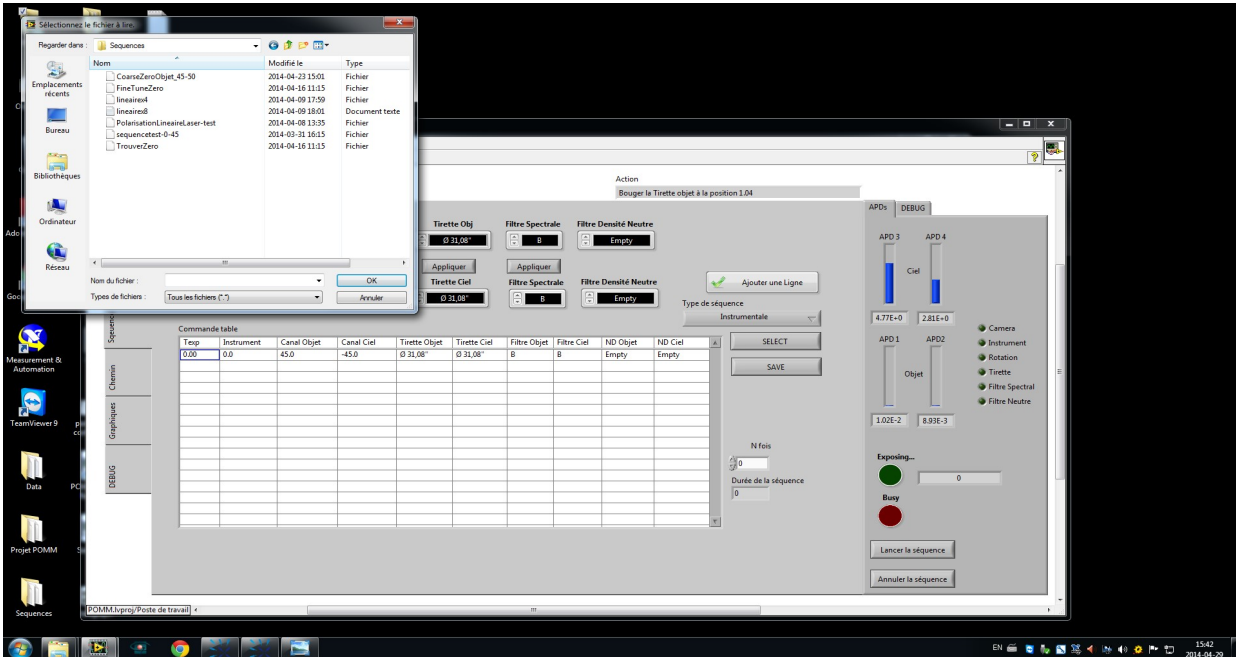 Sélectionnez le fichier à lire.
Regarder dans :
Sequences
Nom
Modifié le
Type
CoarseZeroObjet_45-50
2014-04-23 15:01
Fichier
FineTuneZero
2014-04-16 11:15
Fichier
lineairex4
2014-04-09 17:59
Fichier
lineairex8
2014-04-09 18:01
Document texte
PolarisationLineaireLaser-test
2014-04-08 13:35
Fichier
sequencetest-0-45
2014-03-31 16:15
Fichier
TrouverZero
2014-04-16 11:15
Fichier
Emplacements
récents
Bureau
Bibliothèques
Ordinateur
Réseau
Nom du fichier :
OK
Types de fichiers :
Tous les fichiers (*.*)
Annuler
Action
Bouger la Tirette objet à la position 1.04
Tirette Obj
Filtre Spectrale
Filtre Densité Neutre
Ø 31,08"
B
Empty
Appliquer
Appliquer
Tirette Ciel
Filtre Spectrale
Filtre Densité Neutre
Ø 31,08"
B
Empty
Ajouter une Ligne
Type de séquence
Instrumentale
SELECT
SAVE
Commande table
Texp
Instrument
Canal Objet
Canal Ciel
Tirette Objet
Tirette Ciel
Filtre Objet
Filtre Ciel
ND Objet
ND Ciel
0.00
0.0
45.0
-45.0
Ø 31,08"
Ø 31,08"
B
B
Empty
Empty
Chemin
Graphiques
DEBUG
N fois
0
Durée de la séquence
0
APDs
DEBUG
APD 3
APD 4
Ciel
4.77E+0
2.81E+0
APD 1
APD2
Objet
1.02E-2
8.93E-3
Camera
Instrument
Rotation
Tirette
Filtre Spectral
Filtre Neutre
Exposing...
0
Busy
Lancer la séquence
Annuler la séquence
POMM.lvproj/Poste de travail
Measurement &
Automation
TeamViewer 9
Data
Projet POMM
Sequences
EN
15:42
2014-04-29